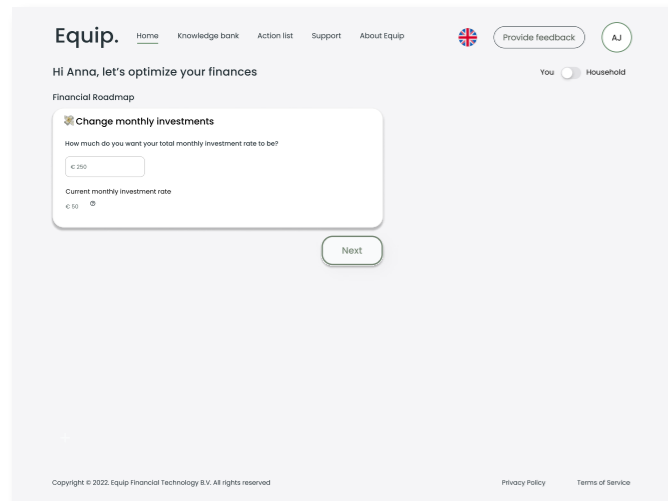 Equip. Home Knowledge bank Action list Support About Equip Provide feedback AJ
Hi Anna, let's optimize your finances You Household
Financial Roadmap
Change monthly investments
How much do you want your total monthly investment rate to be?
€ 250
Current monthly investment rate
€ 50 ?
Next
Copyright © 2022. Equip Financial Technology B.V. All rights reserved Privacy Policy Terms of Service